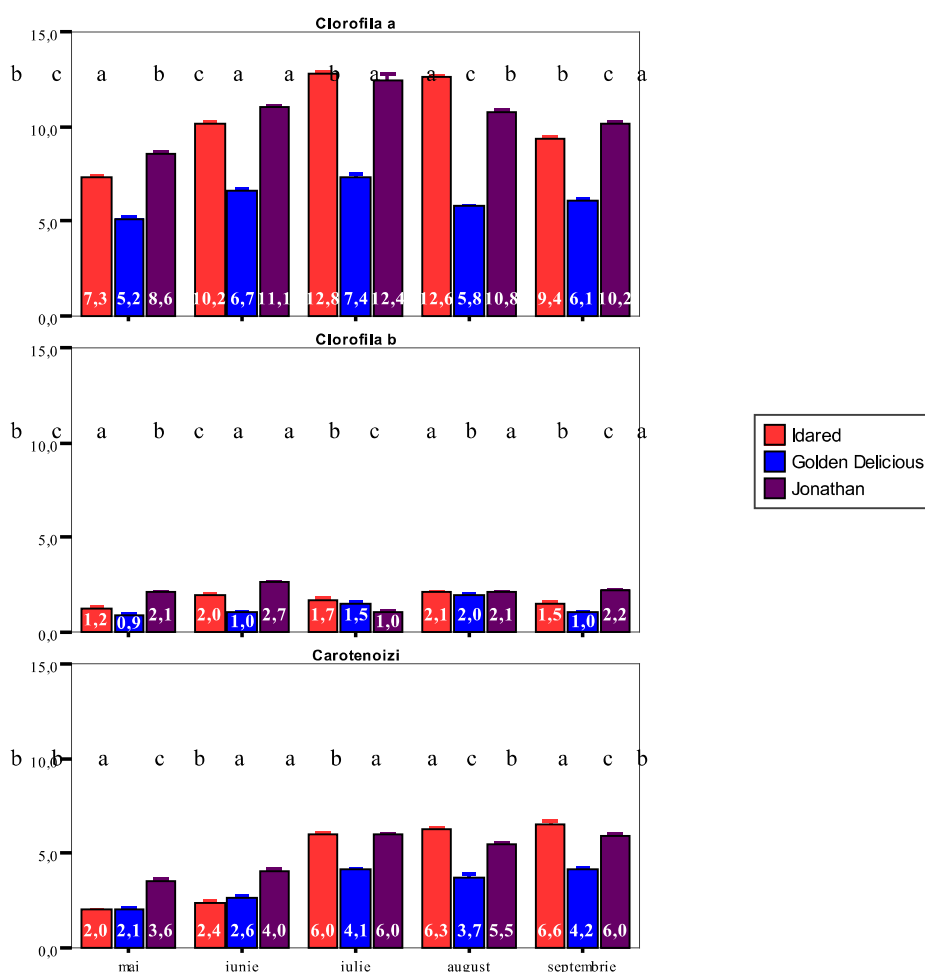 Clorofila a
15,0
b c a b c a a b a a c b b c a
10,0
5,0
7,3 5,2 8,6 10,2 6,7 11,1 12,8 7,4 12,4 12,6 5,8 10,8 9,4 6,1 10,2
0,0
Clorofila b
15,0
b c a b c a a b c a b a b c a
10,0
5,0
1,2 0,9 2,1 2,0 1,0 2,7 1,7 1,5 1,0 2,1 2,0 2,1 1,5 1,0 2,2
0,0
Carotenoizi
15,0
b b a c b a a b a a c b a c b
10,0
5,0
2,0 2,1 3,6 2,4 2,6 4,0 6,0 4,1 6,0 6,3 3,7 5,5 6,6 4,2 6,0
0,0
mai iunie iulie august septembrie
Idared
Golden Delicious
Jonathan